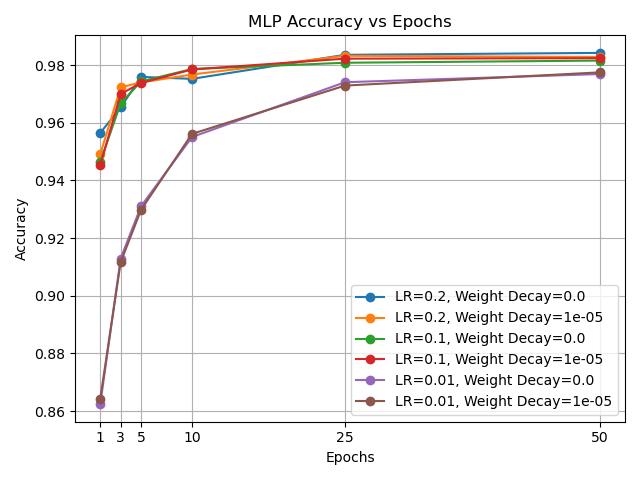 MLP Accuracy vs Epochs
Accuracy
0.98
0.96
0.94
0.92
0.90
0.88
0.86
LR=0.2, Weight Decay=0.0
LR=0.2, Weight Decay=1e-05
LR=0.1, Weight Decay=0.0
LR=0.1, Weight Decay=1e-05
LR=0.01, Weight Decay=0.0
LR=0.01, Weight Decay=1e-05
1 3 5 10 25 50
Epochs